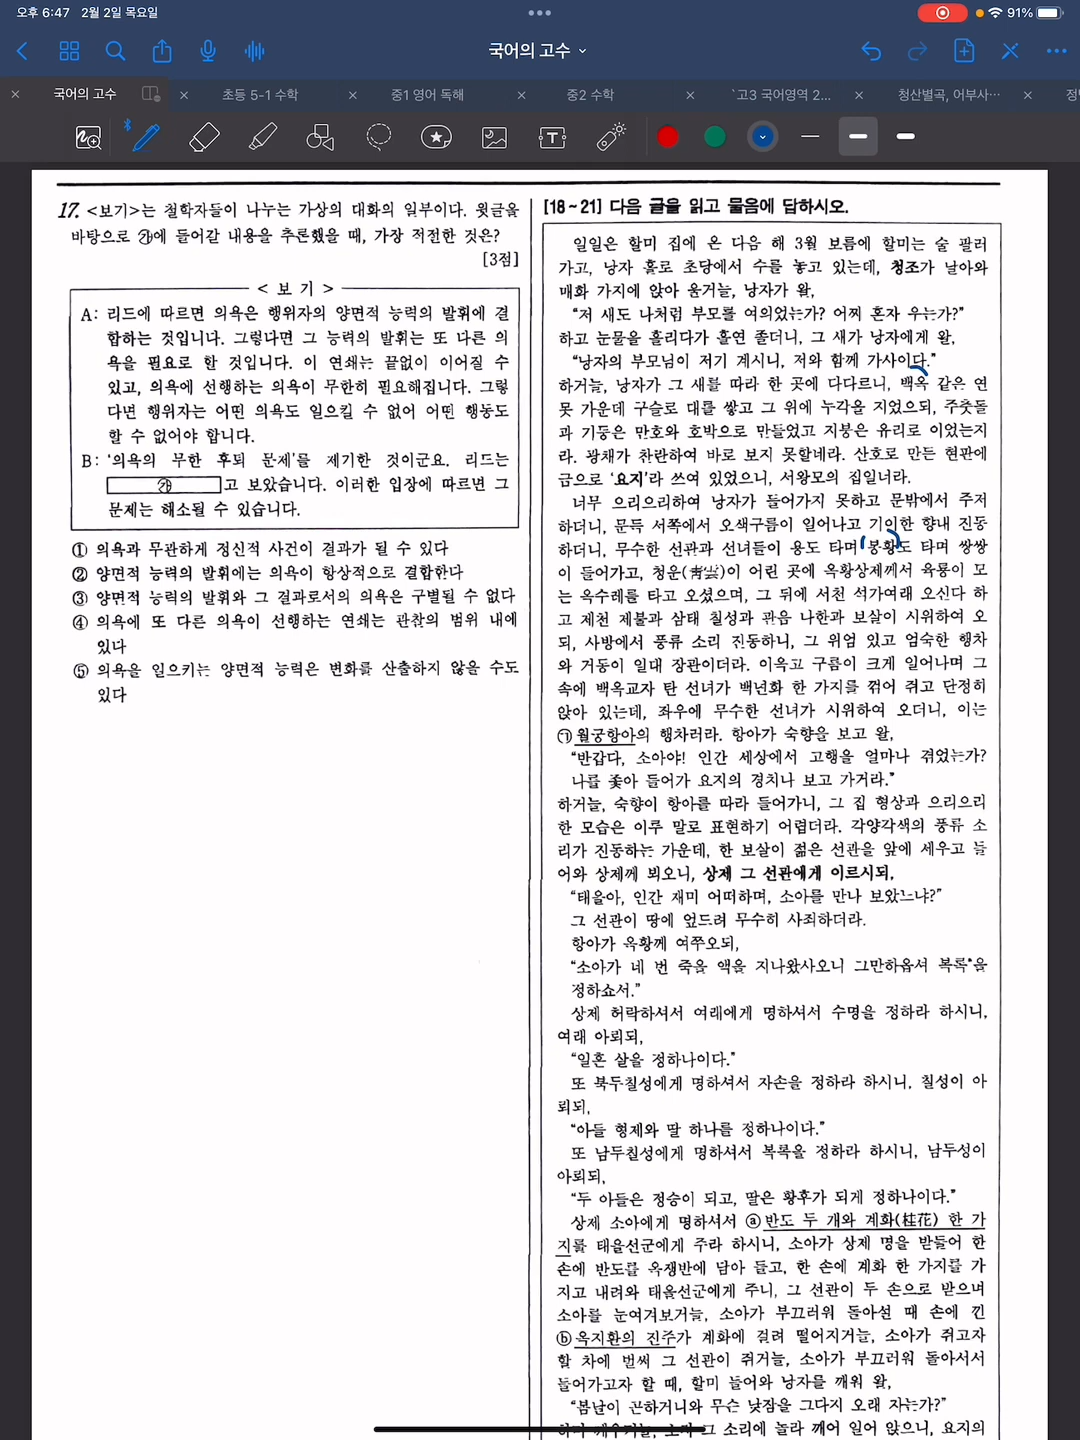 오후 6:47 2월 2일 목요일
91%
국어의 고수
국어의 고수
초등 5-1 수학
중1 영어 독해
중2 수학
`고3 국어영역 2...
청산별곡, 어부사...
17. <보기>는 철학자들이 나누는 가상의 대화의 일부이다. 윗글을
바탕으로 ㉮에 들어갈 내용을 추론했을 때, 가장 적절한 것은?
[3점]
< 보 기 >
A: 리드에 따르면 의욕은 행위자의 양면적 능력의 발휘에 결
합하는 것입니다. 그렇다면 그 능력의 발휘는 또 다른 의
욕을 필요로 할 것입니다. 이 연쇄는 끝없이 이어질 수
있고, 의욕에 선행하는 의욕이 무한히 필요해집니다. 그렇
다면 행위자는 어떤 의욕도 일으킬 수 없어 어떤 행동도
할 수 없어야 합니다.
B: '의욕의 무한 후퇴 문제'를 제기한 것이군요. 리드는
㉮고 보았습니다. 이러한 입장에 따르면 그
문제는 해소될 수 있습니다.
① 의욕과 무관하게 정신적 사건이 결과가 될 수 있다
② 양면적 능력의 발휘에는 의욕이 항상적으로 결합한다
③ 양면적 능력의 발휘와 그 결과로서의 의욕은 구별될 수 없다
④ 의욕에 또 다른 의욕이 선행하는 연쇄는 관찰의 범위 내에
있다
⑤ 의욕을 일으키는 양면적 능력은 변화를 산출하지 않을 수도
있다
[18~21] 다음 글을 읽고 물음에 답하시오.
일일은 할미 집에 온 다음 해 3월 보름에 할미는 술 팔러
가고, 낭자 홀로 초당에서 수를 놓고 있는데, 청조가 날아와
매화 가지에 앉아 울거늘, 낭자가 왈,
"저 새도 나처럼 부모를 여의었는가? 어찌 혼자 우는가?"
하고 눈물을 흘리다가 홀연 졸더니, 그 새가 낭자에게 왈,
"낭자의 부모님이 저기 계시니, 저와 함께 가사이다."
하거늘, 낭자가 그 새를 따라 한 곳에 다다르니, 백옥 같은 연
못 가운데 구슬로 대를 쌓고 그 위에 누각을 지었으되, 주춧돌
과 기둥은 만호와 호박으로 만들었고 지붕은 유리로 이었는지
라. 광채가 찬란하여 바로 보지 못할네라. 산호로 만든 현판에
금으로 '요지'라 쓰여 있었으니, 서왕모의 집일너라.
너무 으리으리하여 낭자가 들어가지 못하고 문밖에서 주저
하더니, 문득 서쪽에서 오색구름이 일어나고 기이한 향내 진동
하더니, 무수한 선관과 선녀들이 용도 타며 봉황도 타며 쌍쌍
이 들어가고, 청운(靑雲)이 어린 곳에 옥황상제께서 육룡이 모
는 옥수레를 타고 오셨으며, 그 뒤에 서천 석가여래 오신다 하
고 제천 제불과 삼태 칠성과 관음 나한과 보살이 시위하여 오
되, 사방에서 풍류 소리 진동하니, 그 위엄 있고 엄숙한 행차
와 거동이 일대 장관이더라. 이윽고 구름이 크게 일어나며 그
속에 백옥교자 탄 선녀가 백년화 한 가지를 꺾어 쥐고 단정히
앉아 있는데, 좌우에 무수한 선녀가 시위하여 오더니, 이는
㉠월궁항아의 행차러라. 항아가 숙향을 보고 왈,
"반갑다, 소아야! 인간 세상에서 고행을 얼마나 겪었는가?
나를 좇아 들어가 요지의 경치나 보고 가거라."
하거늘, 숙향이 항아를 따라 들어가니, 그 집 형상과 으리으리
한 모습은 이루 말로 표현하기 어렵더라. 각양각색의 풍류 소
리가 진동하는 가운데, 한 보살이 젊은 선관을 앞에 세우고 들
어와 상제께 뵈오니, 상제 그 선관에게 이르시되,
"태을아, 인간 재미 어떠하며, 소아를 만나 보았느냐?"
그 선관이 땅에 엎드려 무수히 사죄하더라.
항아가 옥황께 여쭈오되,
"소아가 네 번 죽을 액을 지나왔사오니 그만하옵셔 복록*을
정하쇼서."
상제 허락하셔서 여래에게 명하셔서 수명을 정하라 하시니,
여래 아뢰되,
"일흔 살을 정하나이다."
또 북두칠성에게 명하셔서 자손을 정하라 하시니, 칠성이 아
뢰되,
"아들 형제와 딸 하나를 정하나이다."
또 남두칠성에게 명하셔서 복록을 정하라 하시니, 남두성이
아뢰되,
"두 아들은 정승이 되고, 딸은 황후가 되게 정하나이다."
상제 소아에게 명하셔서 ⓐ반도 두 개와 계화(桂花) 한 가
지를 태을선군에게 주라 하시니, 소아가 상제 명을 받들어 한
손에 반도를 옥쟁반에 담아 들고, 한 손에 계화 한 가지를 가
지고 내려와 태을선군에게 주니, 그 선관이 두 손으로 받으며
소아를 눈여겨보거늘, 소아가 부끄러워 돌아설 때 손에 낀
ⓑ옥지환의 진주가 계화에 걸려 떨어지거늘, 소아가 쥐고자
할 차에 벌써 그 선관이 쥐거늘, 소아가 부끄러워 돌아서서
들어가고자 할 때, 할미 들어와 낭자를 깨워 왈,
"봄날이 곤하거니와 무슨 낮잠을 그다지 오래 자는가?"
하며 깨우거늘, 소저 그 소리에 놀라 깨어 일어 앉으니, 요지의